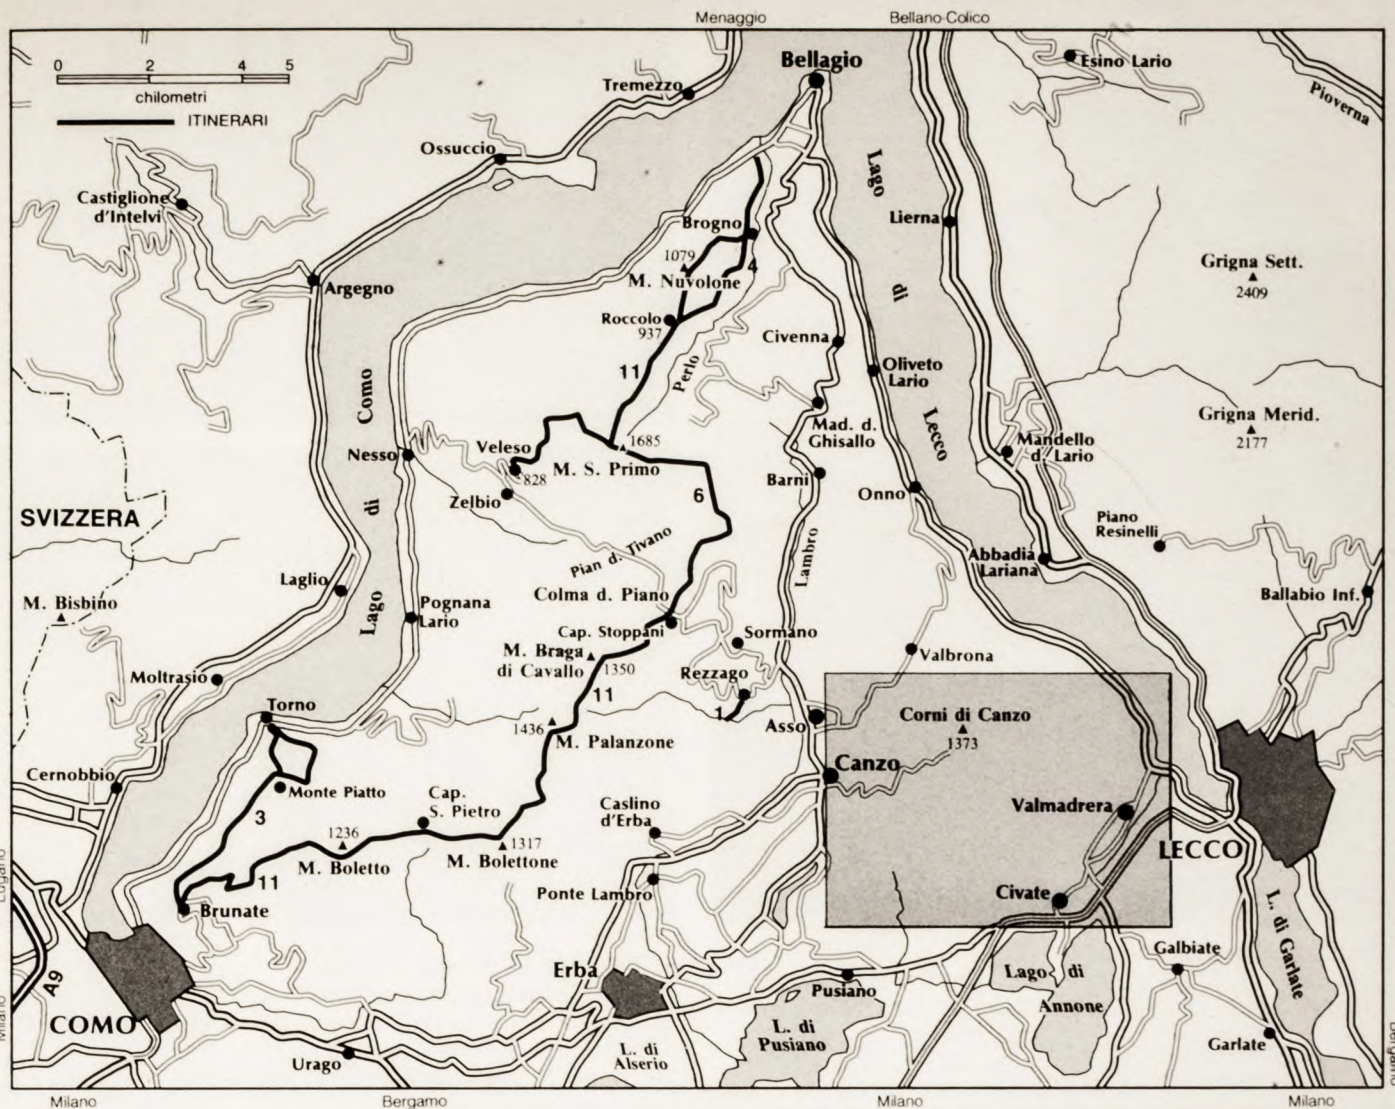 Menaggio
Bellano-Colico
0 2 4 5
chilometri
ITINERARI
Bellagio
Esino Lario
Pioverna
Tremezzo
Ossuccio
Castiglione
d'Intelvi
Lago di Lecco
Lierna
Brogno
1079
M. Nuvolone
4
Grigna Sett.
2409
Argegno
Roccolo
937
Civenna
Oliveto
Lario
11
Perlo
Lago di Como
Mad. d.
Ghisallo
Grigna Merid.
2177
Mandello
d. Lario
Nesso
Veleso
828
1685
M. S. Primo
Barni
Zelbio
6
Onno
SVIZZERA
Piano
Resinelli
Pian d. Tivano
Lambro
Abbadia
Lariana
Laglio
Colma d. Piano
Ballabio Inf.
M. Bisbino
Pognana
Lario
Cap. Stoppani
Sormano
M. Braga
di Cavallo
1350
Valbrona
Moltrasio
Rezzago
11
1
Torno
1436
M. Palanzone
Asso
Corni di Canzo
1373
Cernobbio
Monte Piatto
Canzo
Cap.
S. Pietro
Caslino
d'Erba
Valmadrera
3
1236
M. Boletto
1317
M. Bolettone
LECCO
11
Ponte Lambro
Civate
Brunate
L. di Garlate
Lugano
A9
Erba
Galbiate
Pusiano
Lago di
Annone
Milano
COMO
L. di
Pusiano
Urago
L. di
Alserio
Garlate
Bergamo
Milano
Bergamo
Milano
Milano